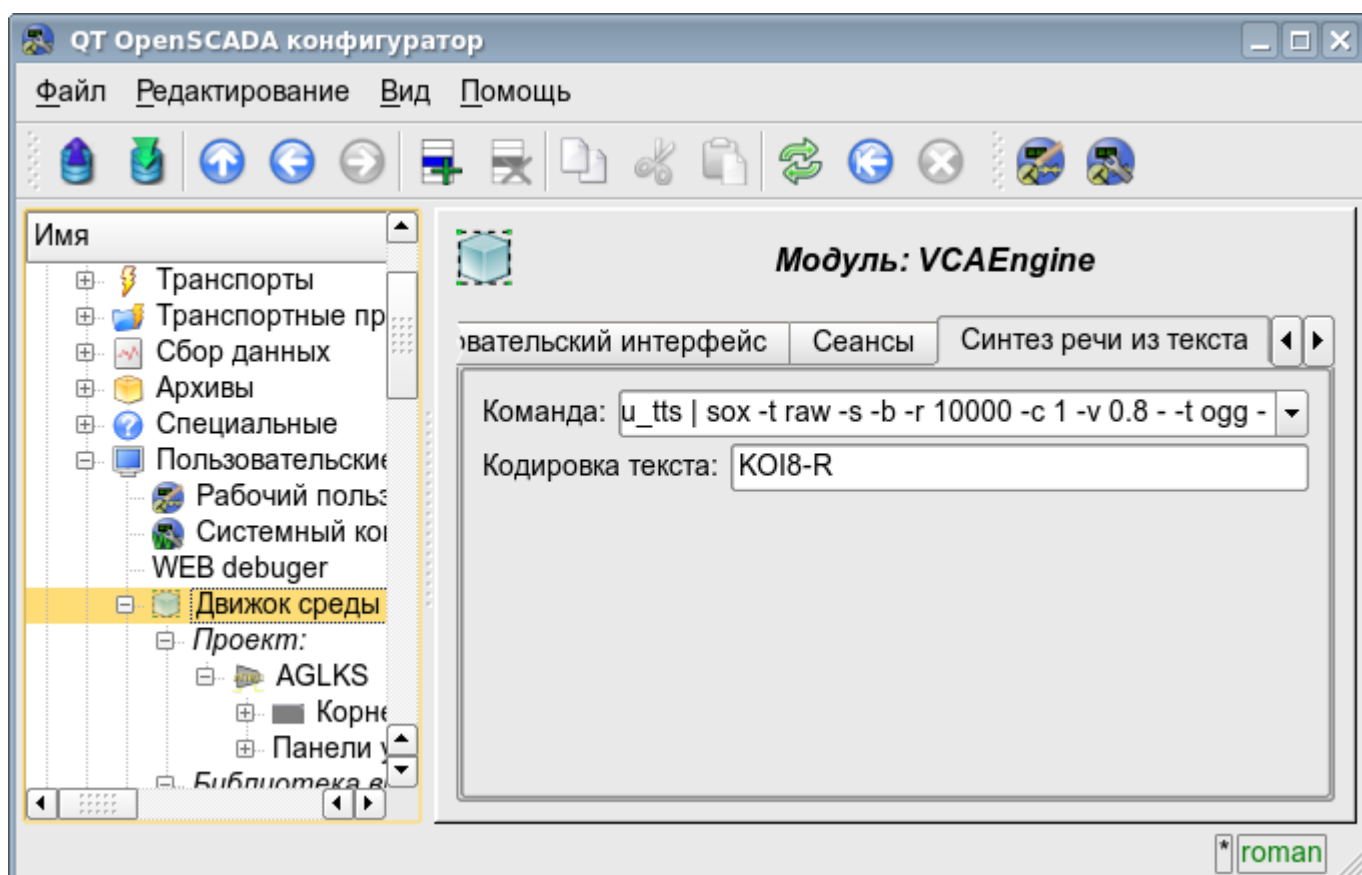 QT OpenSCADA конфигуратор
Файл Редактирование Вид Помощь
Имя
Транспорты
Транспортные пр
Сбор данных
Архивы
Специальные
Пользовательские
Рабочий польз
Системный ко
WEB debuger
Движок среды
Проект:
AGLKS
Корне
Панели у
Библиотека в
Модуль: VCAEngine
овательский интерфейс Сеансы Синтез речи из текста
Команда: u_tts | sox -t raw -s -b -r 10000 -c 1 -v 0.8 - -t ogg -
Кодировка текста: KOI8-R
* roman